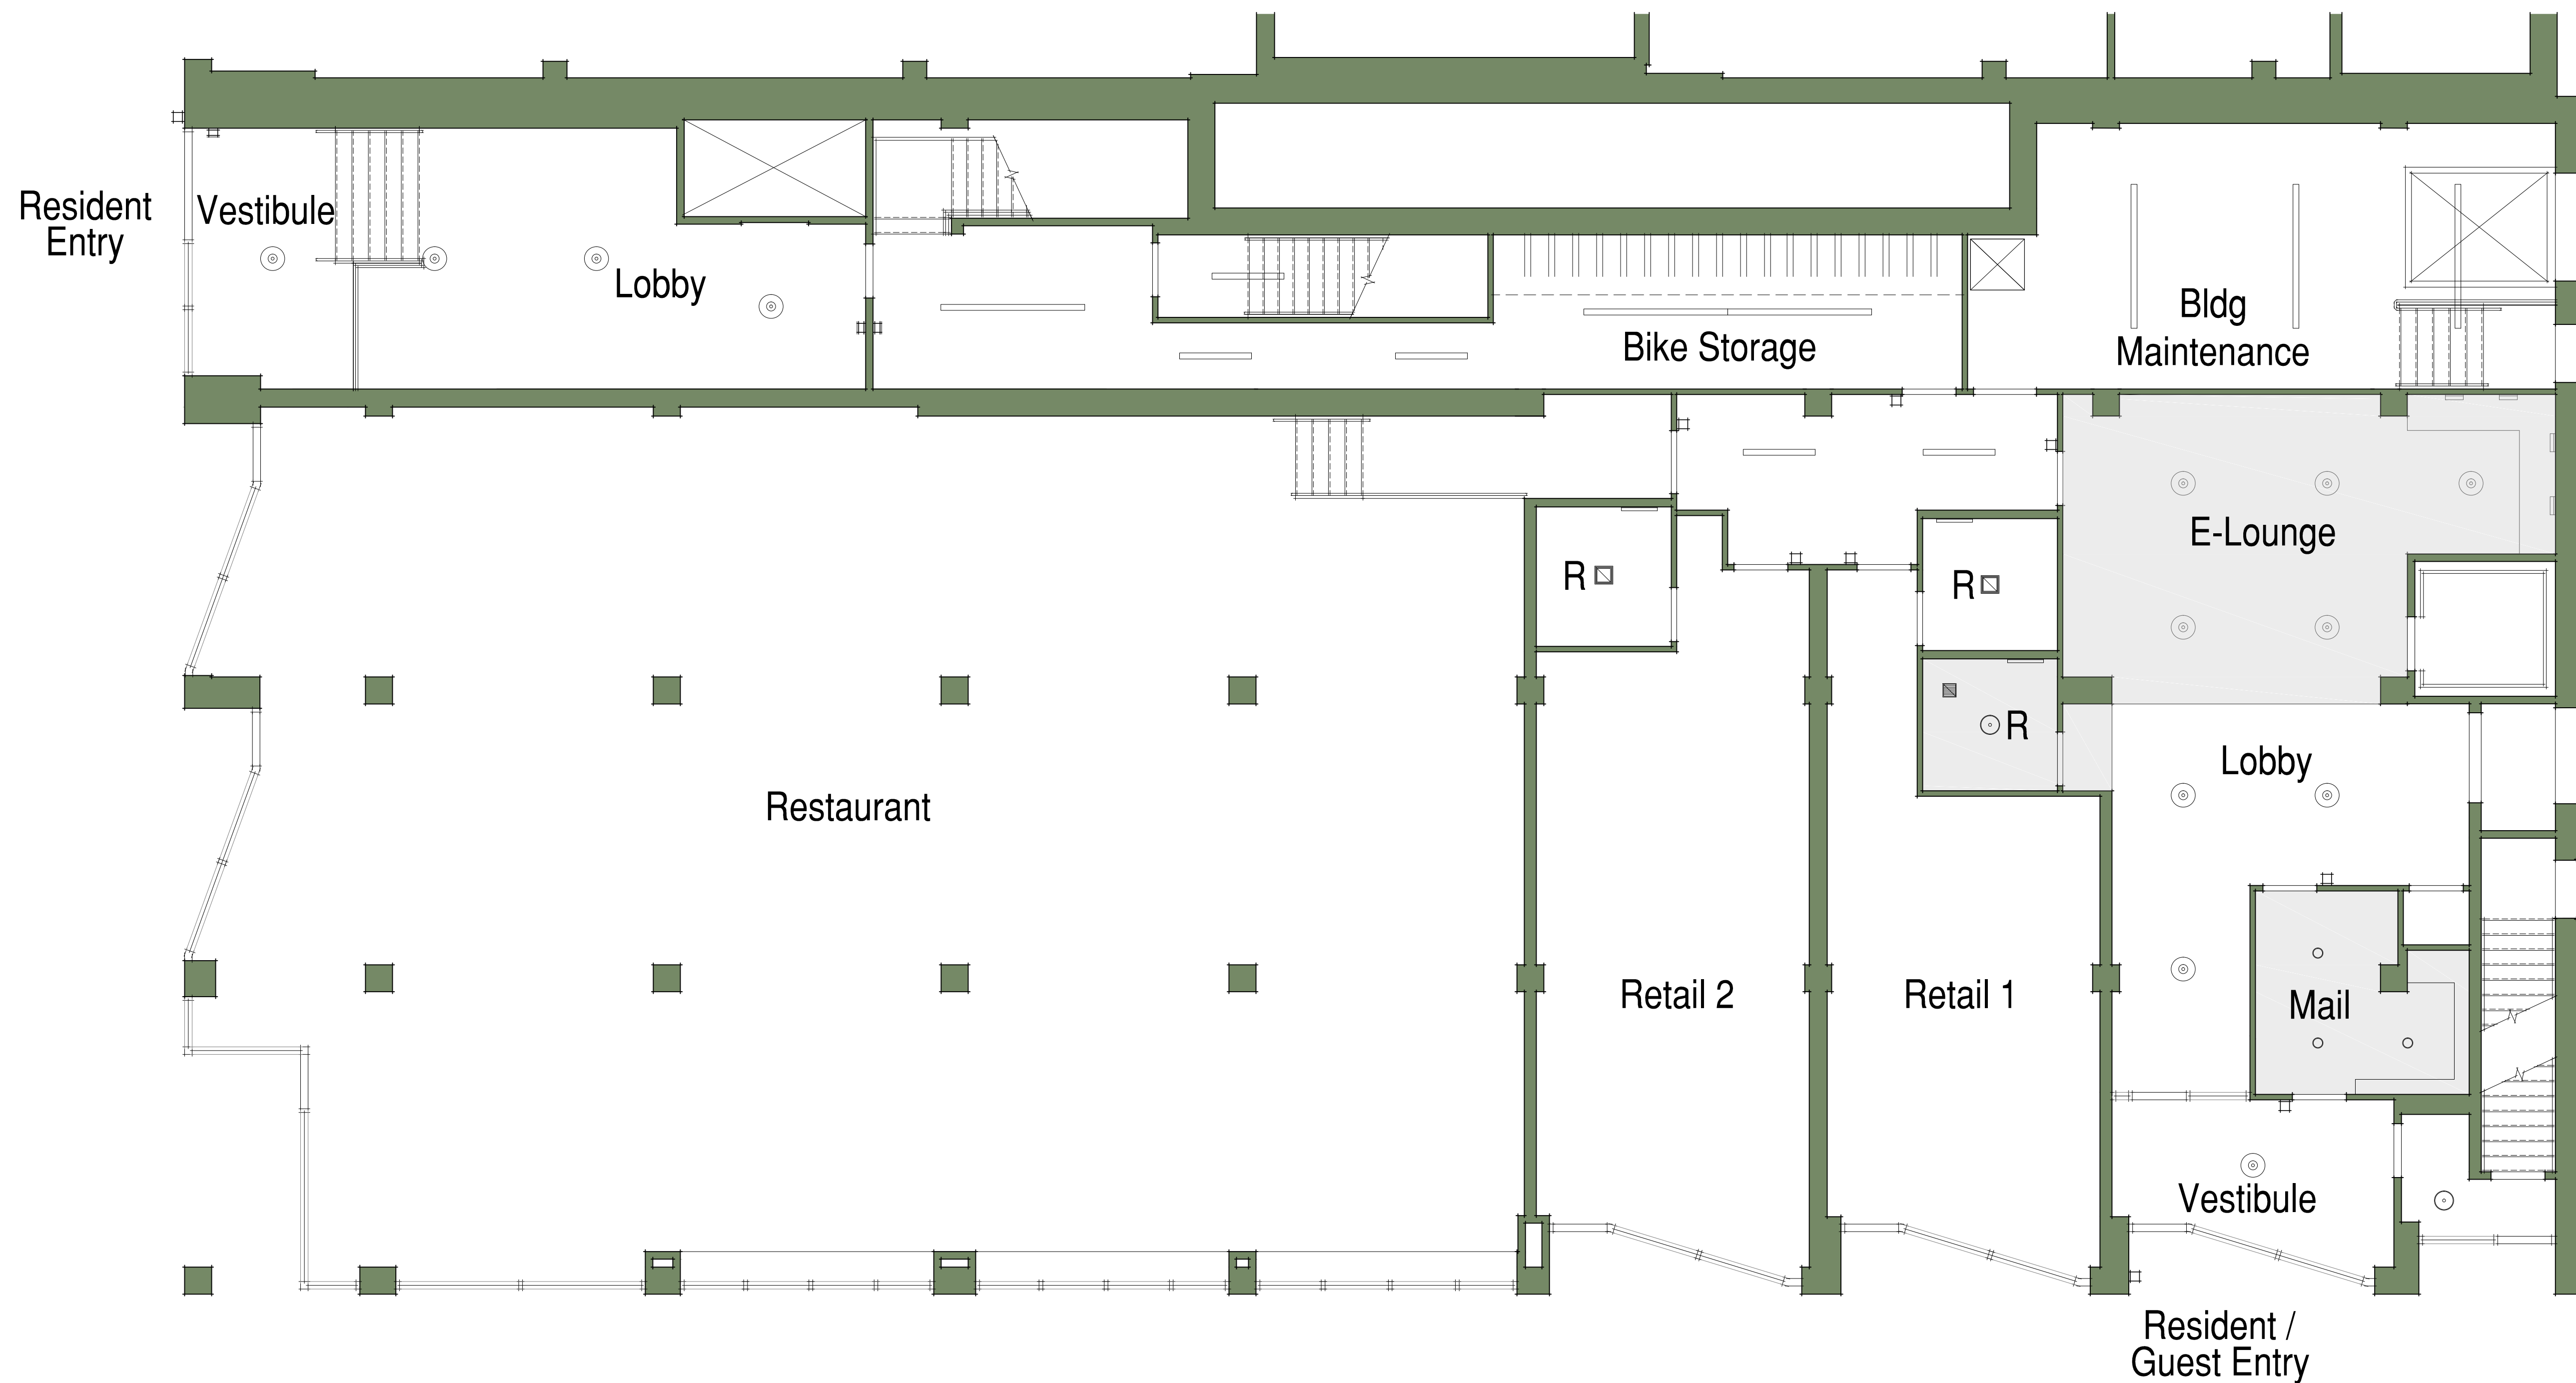 Resident
Entry
Vestibule
Lobby
Bike Storage
Bldg
Maintenance
E-Lounge
R
R
R
Lobby
Restaurant
Retail 2
Retail 1
Mail
Vestibule
Resident /
Guest Entry